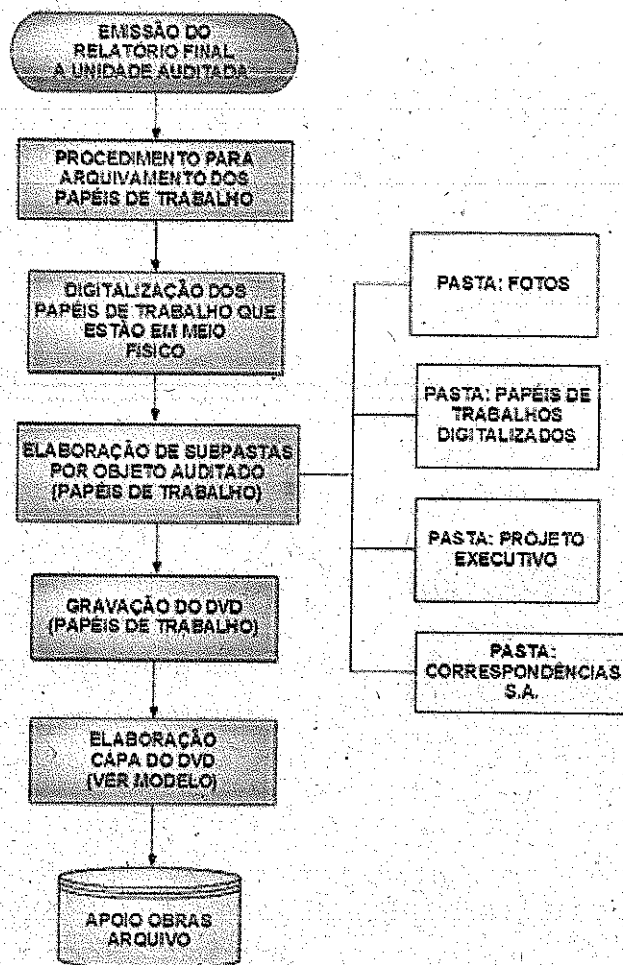 EMISSÃO DO
RELATÓRIO FINAL
A UNIDADE AUDITADA
PROCEDIMENTO PARA
ARQUIVAMENTO DOS
PAPÉIS DE TRABALHO
DIGITALIZAÇÃO DOS
PAPÉIS DE TRABALHO QUE
ESTÃO EM MEIO
FISICO
ELABORAÇÃO DE SUBPASTAS
POR OBJETO AUDITADO
(PAPÉIS DE TRABALHO)
PASTA: FOTOS
PASTA: PAPÉIS DE
TRABALHOS
DIGITALIZADOS
PASTA: PROJETO
EXECUTIVO
PASTA:
CORRESPONDÊNCIAS
S.A.
GRAVAÇÃO DO DVD
(PAPÉIS DE TRABALHO)
ELABORAÇÃO
CAPA DO DVD
(VER MODELO)
APOIO OBRAS
ARQUIVO